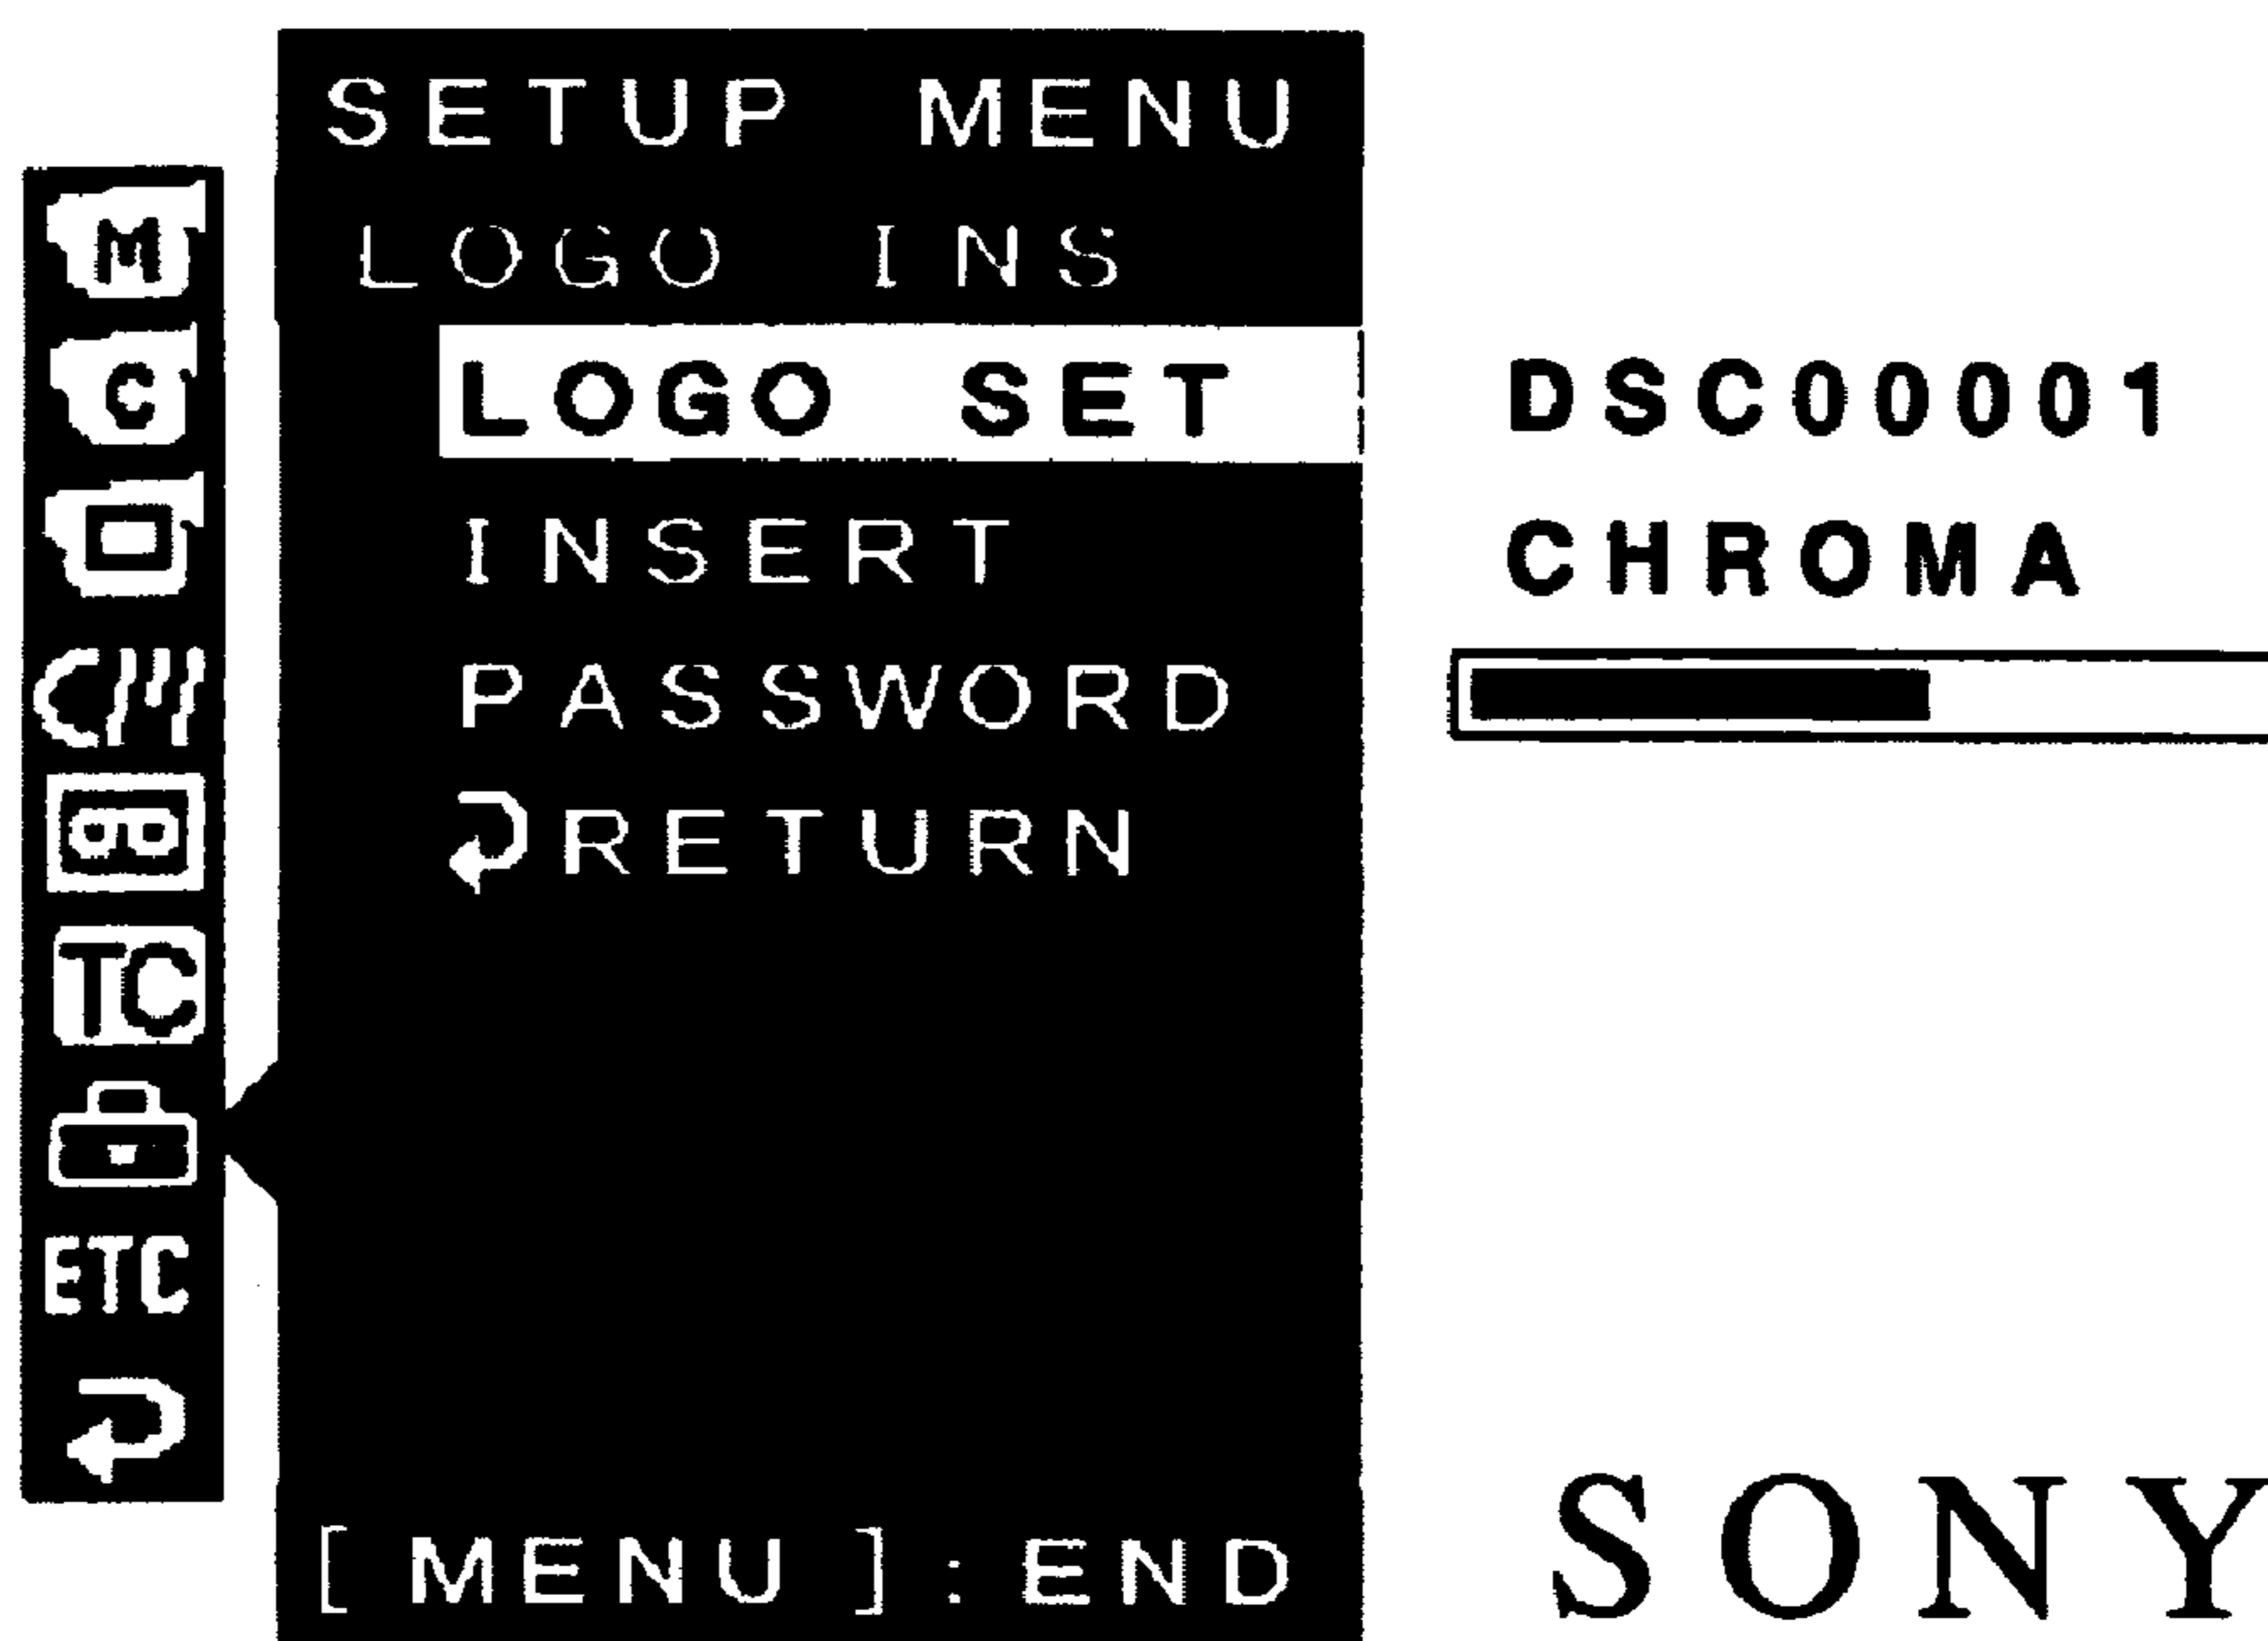 SETUP MENU
LOGO INS
LOGO SET DSC00001
INSERT CHROMA
PASSWORD
RETURN
M
C
C
TC
ETC
[MENU]:END
SONY